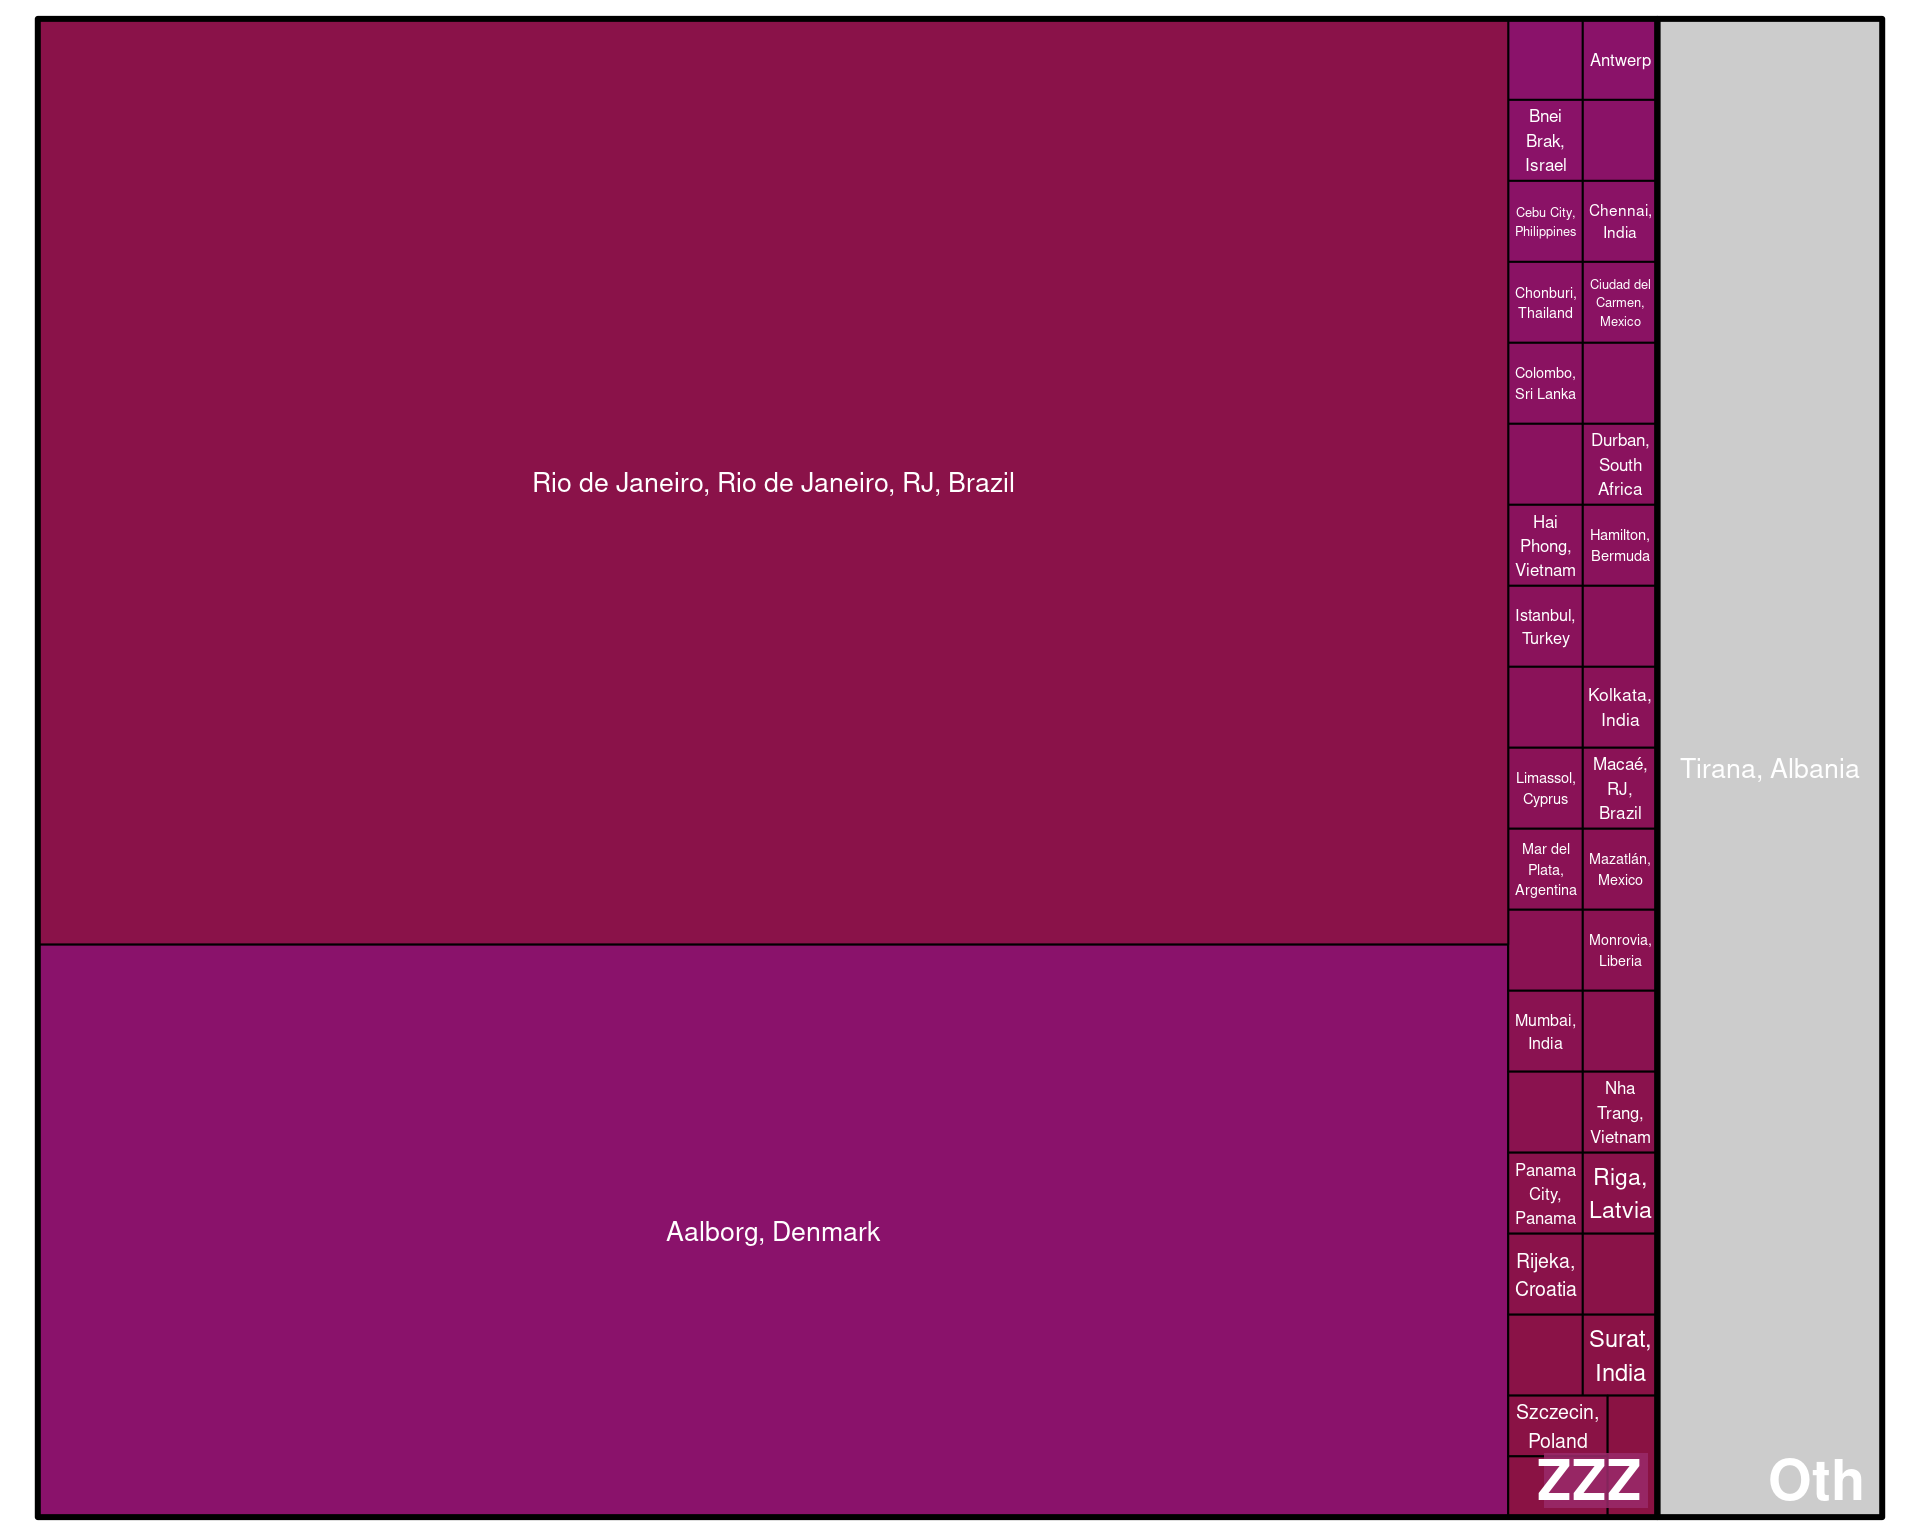 Rio de Janeiro, Rio de Janeiro, RJ, Brazil
Aalborg, Denmark
Antwerp
Bnei
Brak,
Israel
Cebu City,
Philippines
Chennai,
India
Chonburi,
Thailand
Ciudad del
Carmen,
Mexico
Colombo,
Sri Lanka
Durban,
South
Africa
Hai
Phong,
Vietnam
Hamilton,
Bermuda
Istanbul,
Turkey
Kolkata,
India
Limassol,
Cyprus
Macaé,
RJ,
Brazil
Mar del
Plata,
Argentina
Mazatlán,
Mexico
Monrovia,
Liberia
Mumbai,
India
Nha
Trang,
Vietnam
Panama
City,
Panama
Riga,
Latvia
Rijeka,
Croatia
Surat,
India
Szczecin,
Poland
ZZZ
Tirana, Albania
Oth